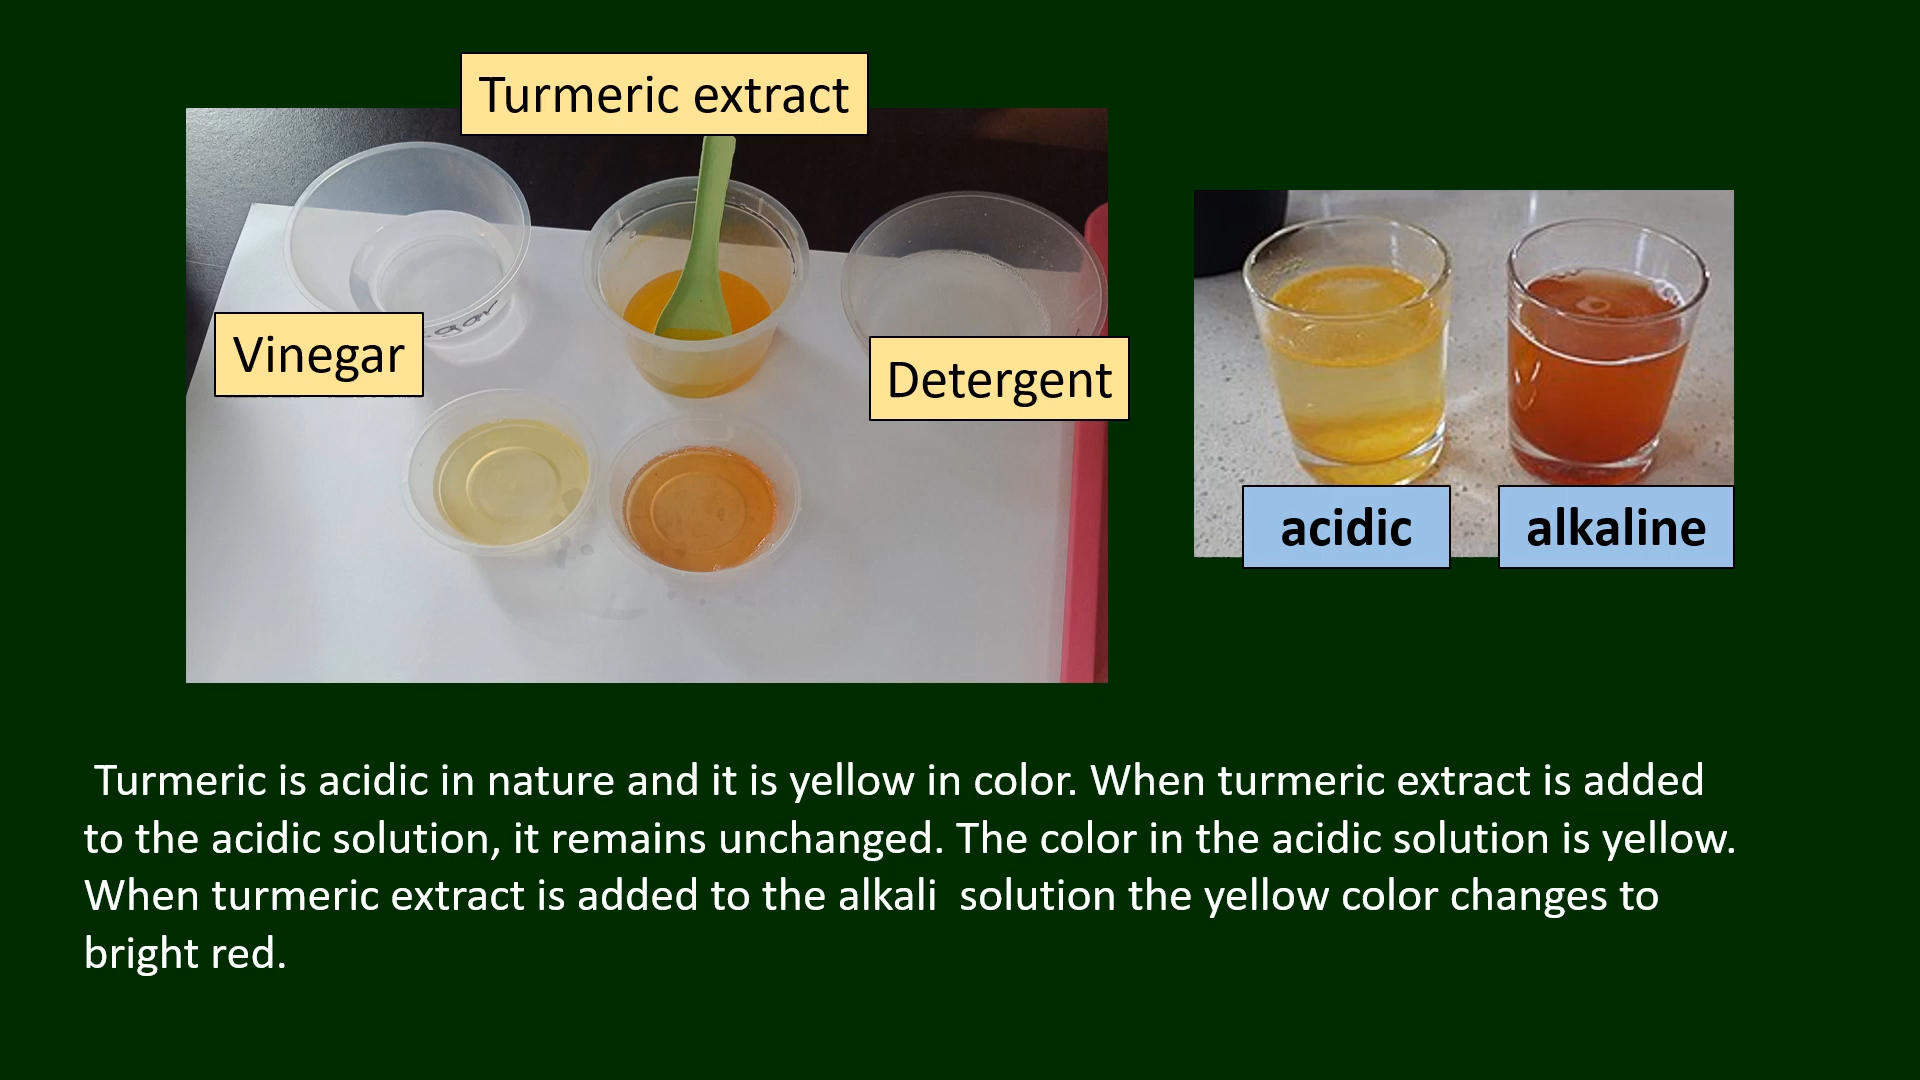 Turmeric extract
Vinegar
Detergent
acidic
alkaline
Turmeric is acidic in nature and it is yellow in color. When turmeric extract is added
to the acidic solution, it remains unchanged. The color in the acidic solution is yellow.
When turmeric extract is added to the alkali  solution the yellow color changes to
bright red.